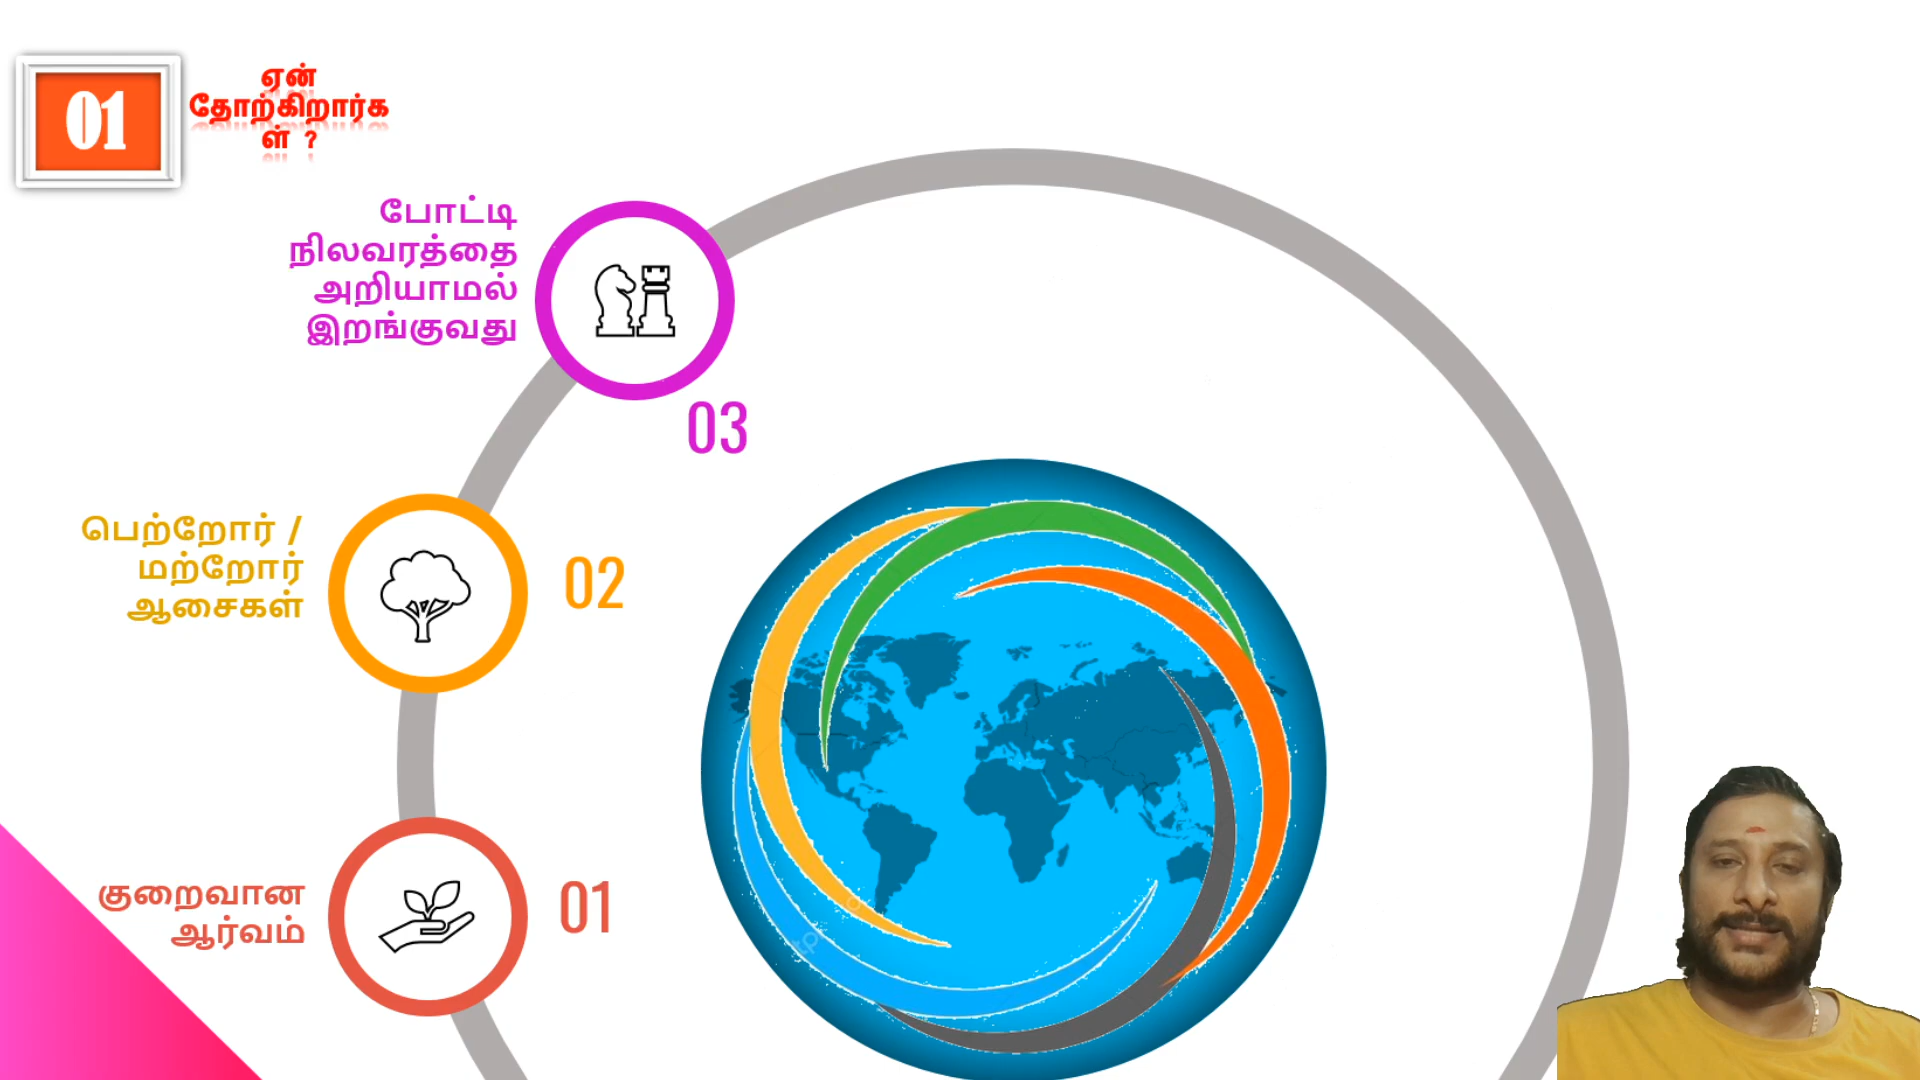 01
ஏன்
தோற்கிறார்க
ள் ?
போட்டி
நிலவரத்தை
அறியாமல்
இறங்குவது
03
பெற்றோர் /
மற்றோர்
ஆசைகள்
02
குறைவான
ஆர்வம்
01